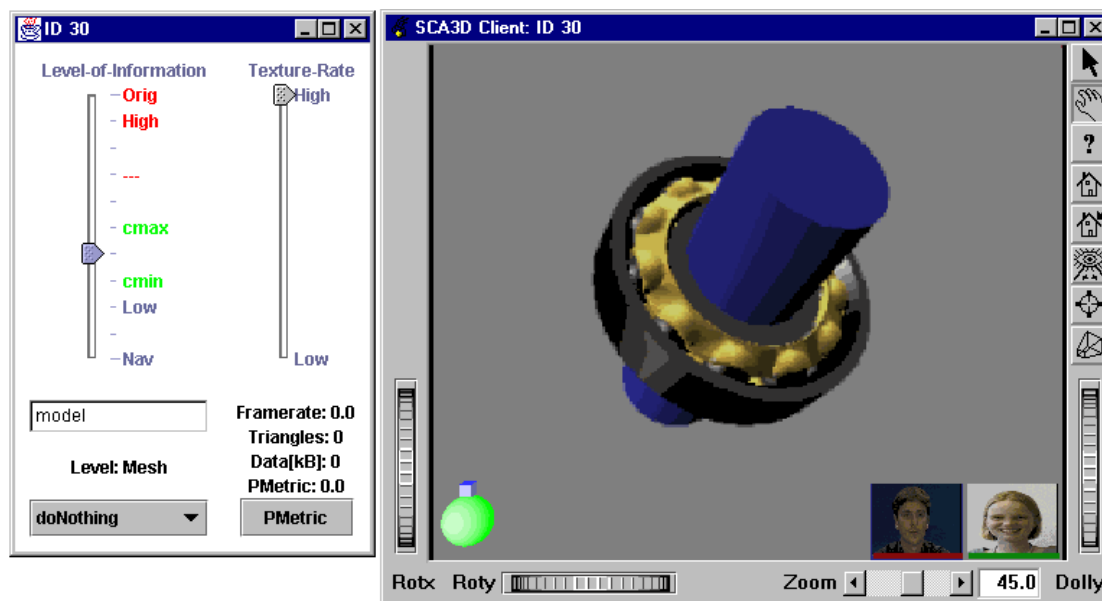 ID 30
Level-of-Information
Texture-Rate
Orig
High
---
cmax
cmin
Low
Nav
High
Low
model
Level: Mesh
doNothing
Framerate: 0.0
Triangles: 0
Data[kB]: 0
PMetric: 0.0
PMetric
SCA3D Client: ID 30
?
Rotx Roty
Zoom 45.0 Dolly